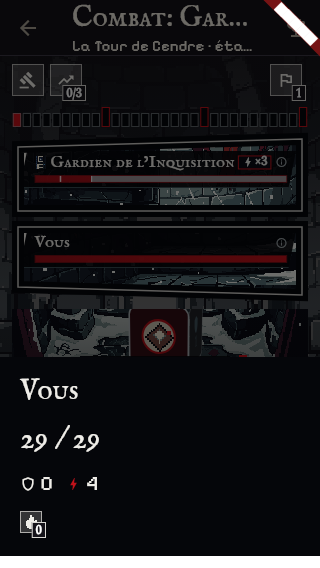 Combat: Gar...
La Tour de Cendre · éta...
0/3
1
Gardien de l'Inquisition ×3
Vous
Vous
29 / 29
0 4
0